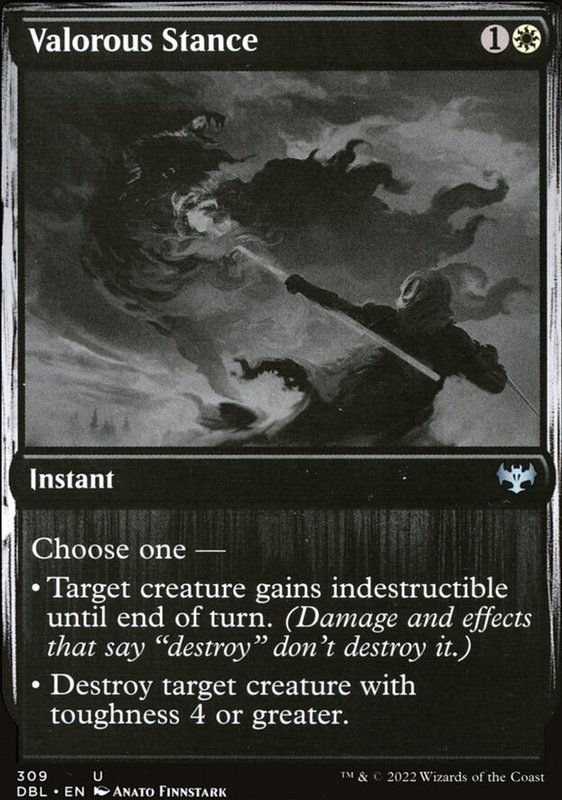 Valorous Stance 1
Instant
Choose one —
• Target creature gains indestructible
until end of turn. (Damage and effects
that say “destroy” don’t destroy it.)
• Destroy target creature with
toughness 4 or greater.
309 U
DBL • EN Anato Finnstark
™ & © 2022 Wizards of the Coast